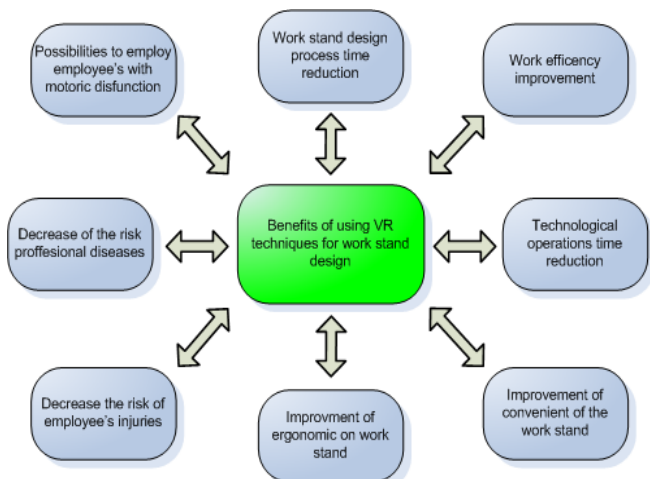 Possibilities to employ
employee's with
motoric disfunction
Work stand design
process time
reduction
Work efficency
improvement
Decrease of the risk
proffesional diseases
Benefits of using VR
techniques for work stand
design
Technological
operations time
reduction
Decrease the risk of
employee's injuries
Improvment of
ergonomic on work
stand
Improvement of
convenient of the
work stand